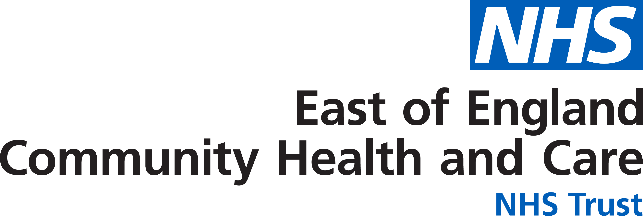 NHS
East of England
Community Health and Care
NHS Trust